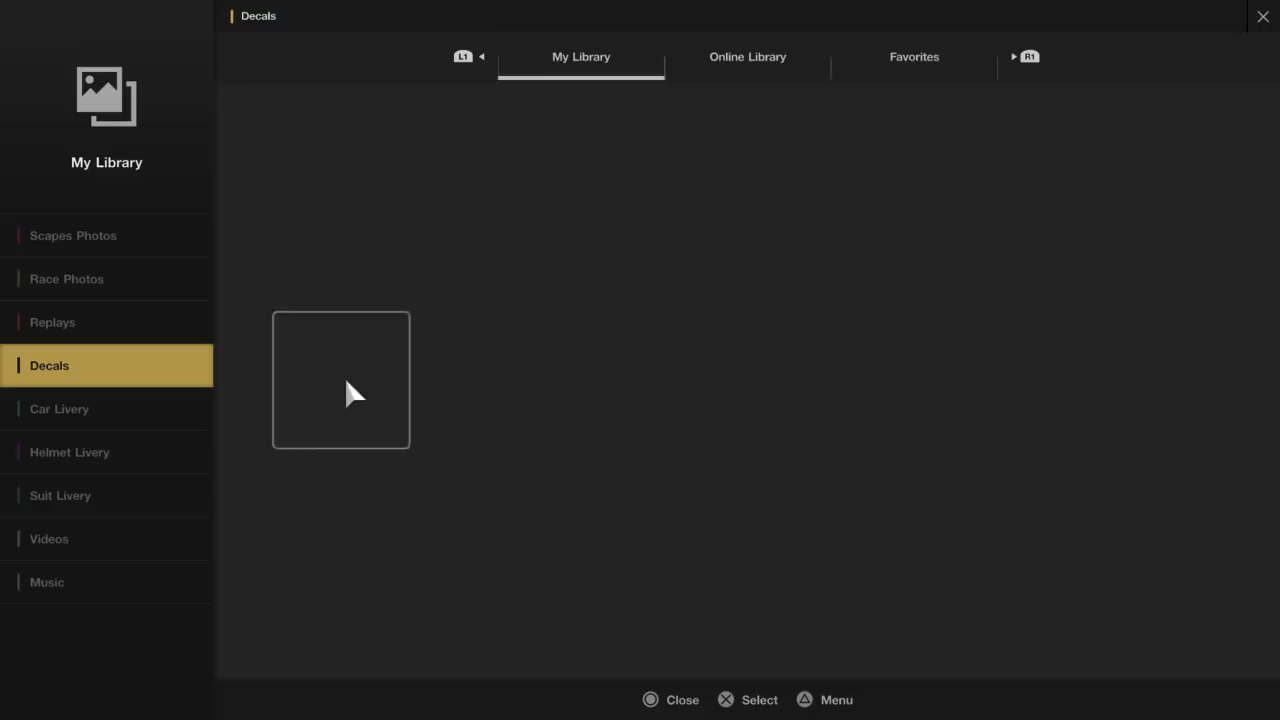 Decals
L1
My Library
Online Library
Favorites
R1
My Library
Scapes Photos
Race Photos
Replays
Decals
Car Livery
Helmet Livery
Suit Livery
Videos
Music
Close
Select
Menu